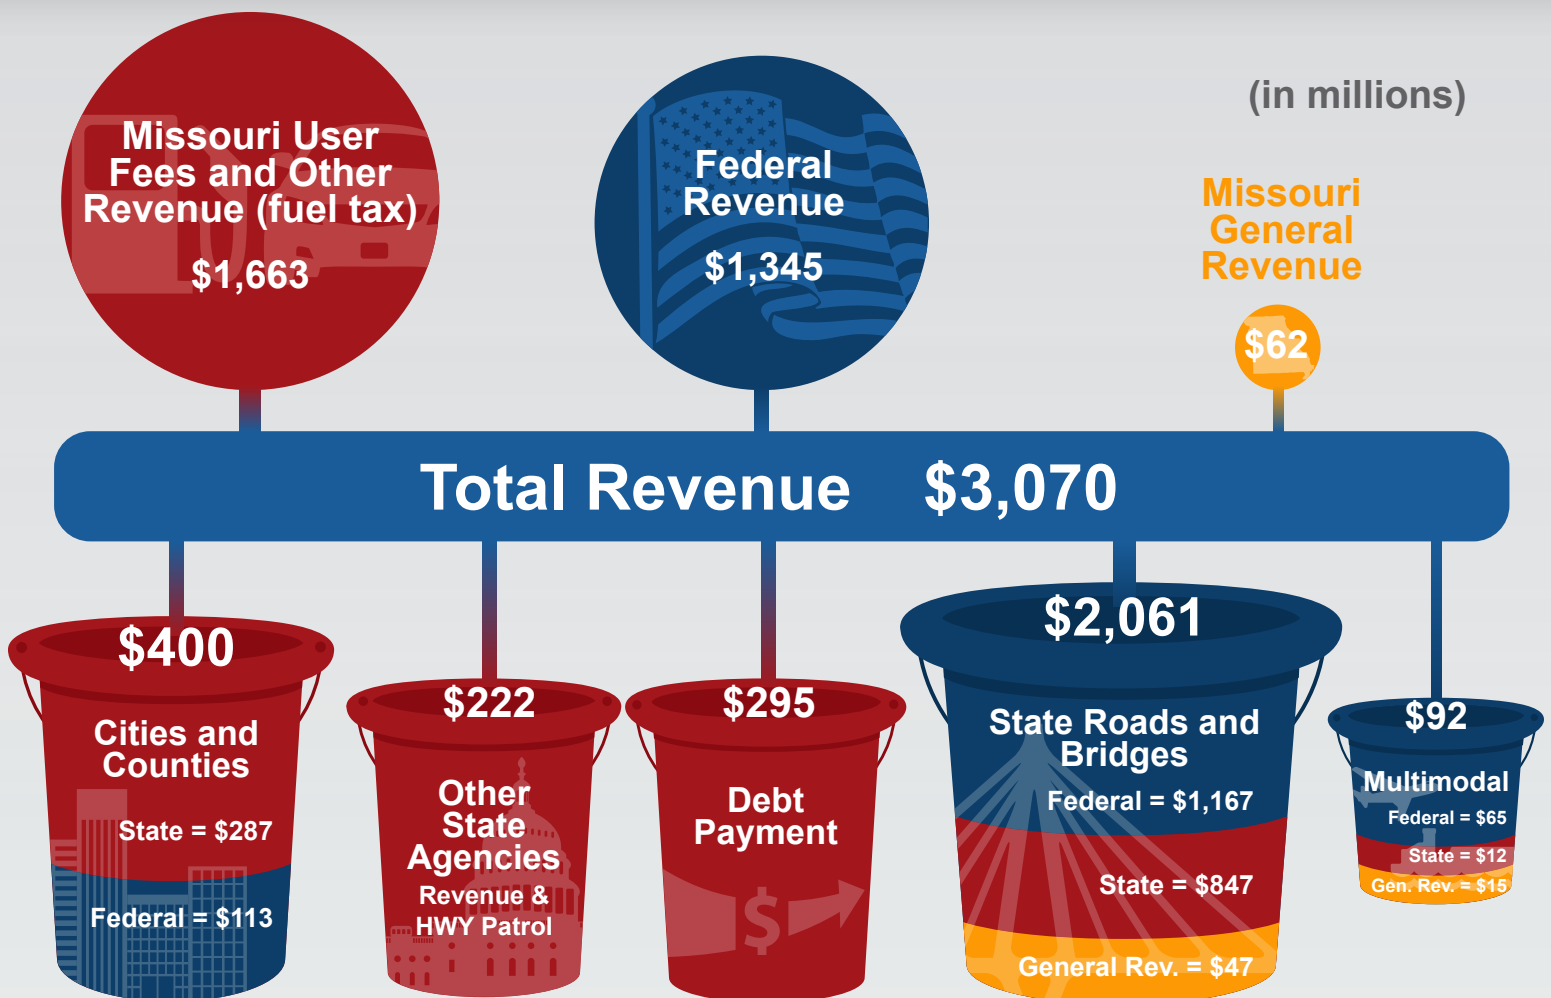 (in millions)
Missouri User
Fees and Other
Revenue (fuel tax)
$1,663
Federal
Revenue
$1,345
Missouri
General
Revenue
$62
Total Revenue $3,070
$400
Cities and
Counties
State = $287
Federal = $113
$222
Other
State
Agencies
Revenue &
HWY Patrol
$295
Debt
Payment
$
$2,061
State Roads and
Bridges
Federal = $1,167
State = $847
General Rev. = $47
$92
Multimodal
Federal = $65
State = $12
Gen. Rev. = $15